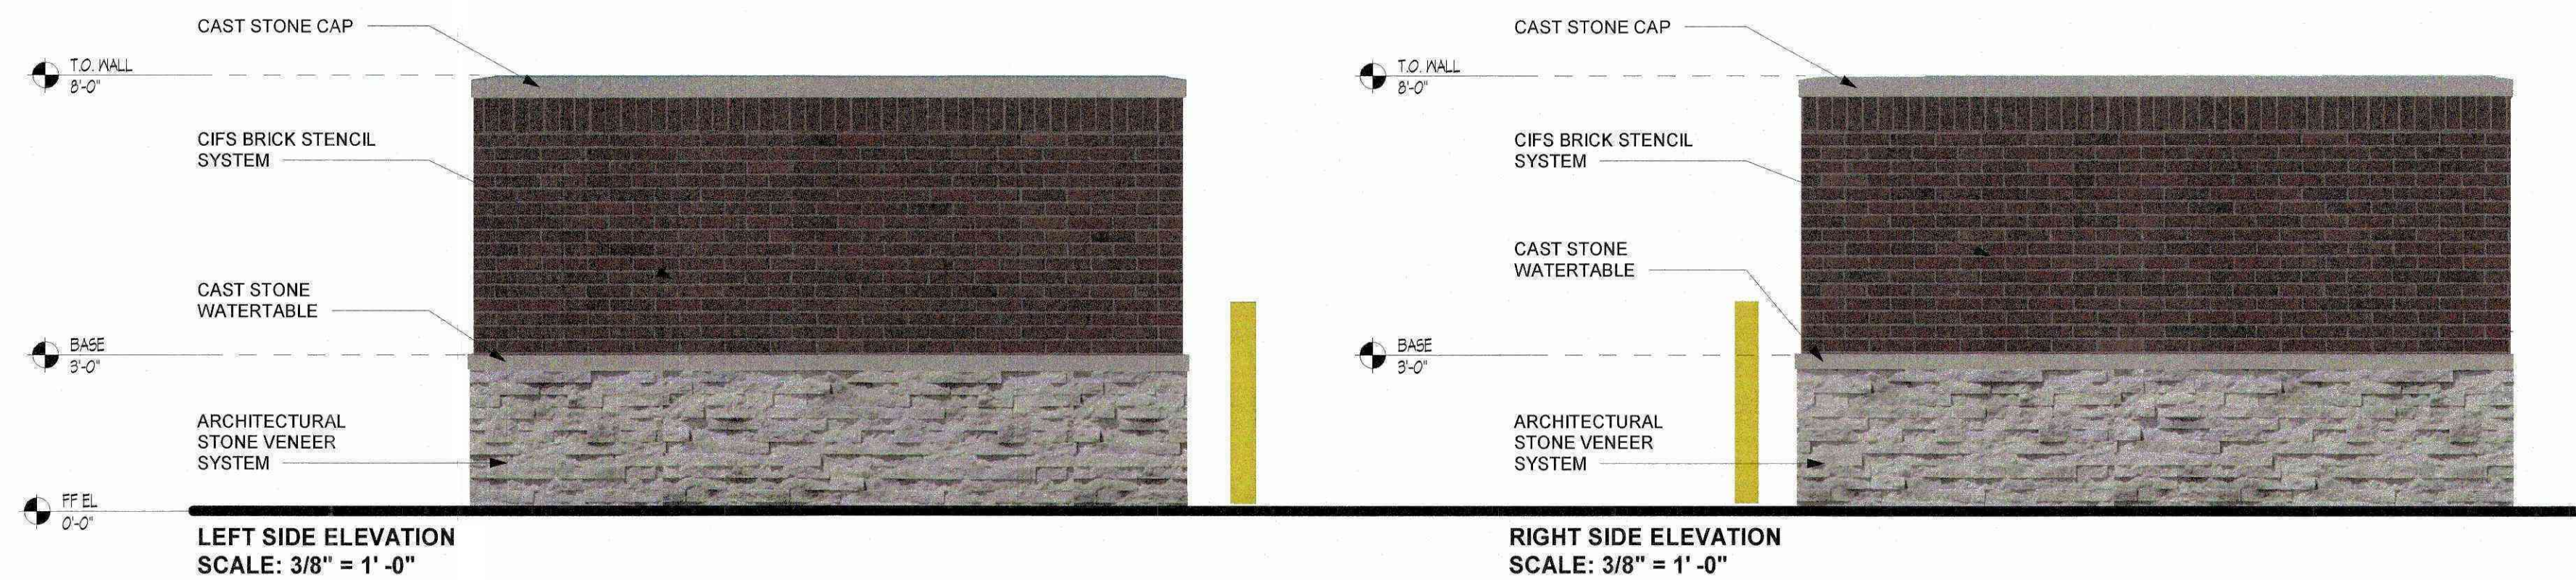 CAST STONE CAP
T.O. WALL
8'-0"
CIFS BRICK STENCIL
SYSTEM
CAST STONE
WATERTABLE
BASE
3'-0"
ARCHITECTURAL
STONE VENEER
SYSTEM
FF EL
0'-0"
LEFT SIDE ELEVATION
SCALE: 3/8" = 1' -0"
CAST STONE CAP
T.O. WALL
8'-0"
CIFS BRICK STENCIL
SYSTEM
CAST STONE
WATERTABLE
BASE
3'-0"
ARCHITECTURAL
STONE VENEER
SYSTEM
RIGHT SIDE ELEVATION
SCALE: 3/8" = 1' -0"